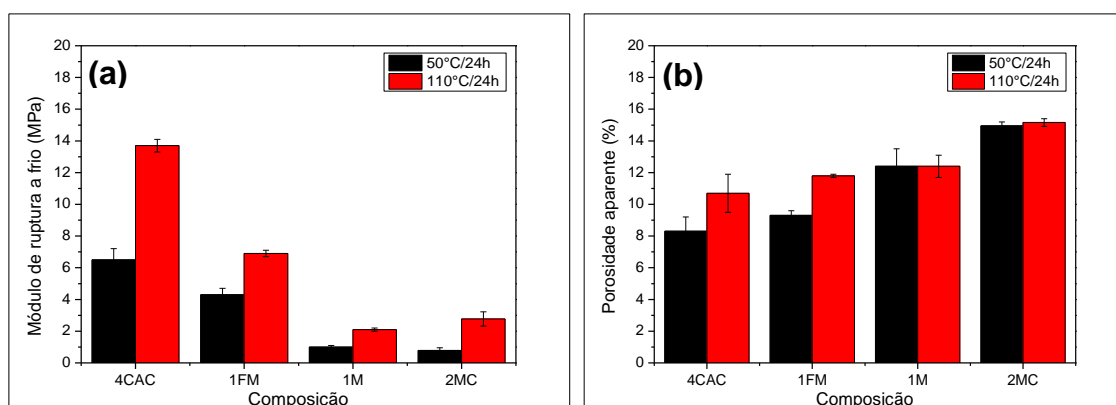 (a)
50°C/24h
110°C/24h
Módulo de ruptura a frio (MPa)
20
18
16
14
12
10
8
6
4
2
0
4CAC 1FM 1M 2MC
Composição
(b)
50°C/24h
110°C/24h
Porosidade aparente (%)
20
18
16
14
12
10
8
6
4
2
0
4CAC 1FM 1M 2MC
Composição